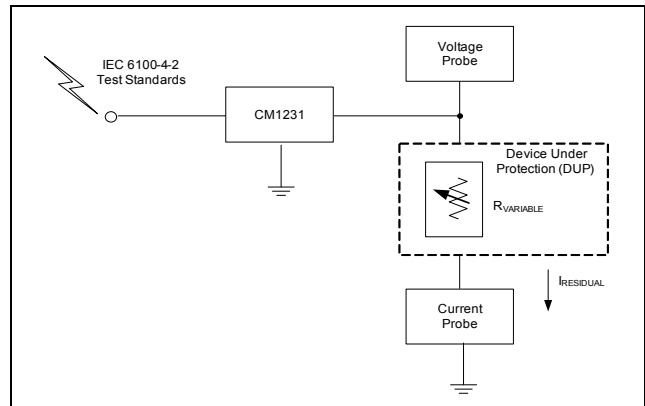 IEC 6100-4-2
Test Standards
CM1231
Voltage
Probe
Device Under
Protection (DUP)
RVARIABLE
IRESIDUAL
Current
Probe